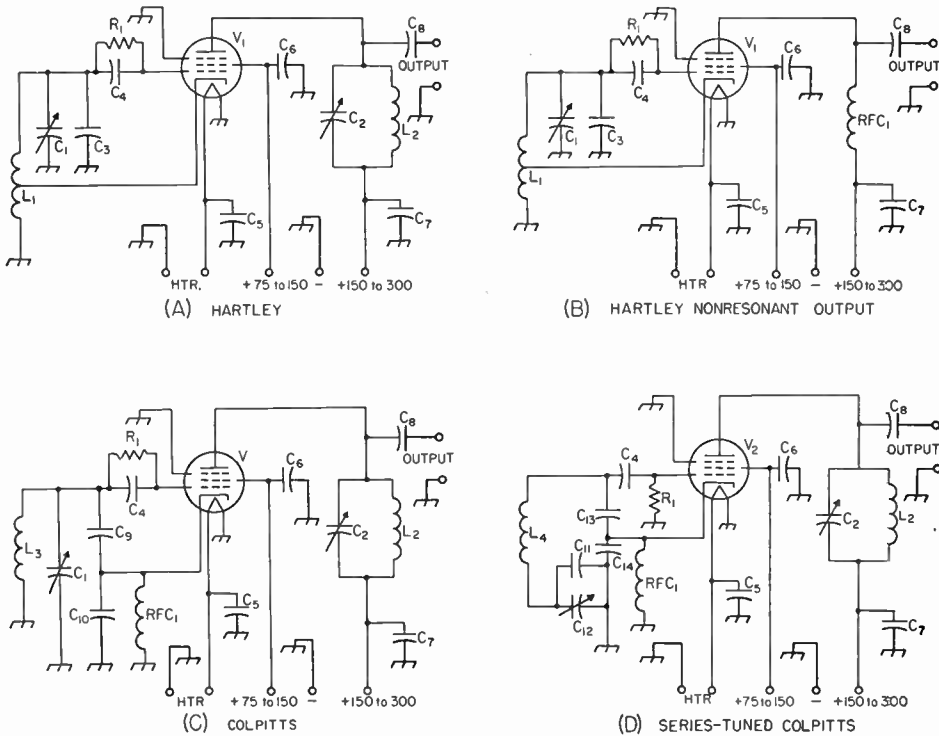 C8
OUTPUT
R1
V1
C6
C4
C1
C3
C2
L2
L1
C5
C7
HTR.
+75 to 150
-
+150 to 300
(A) HARTLEY
C8
OUTPUT
R1
V1
C6
C4
C1
C3
RFC1
L1
C5
C7
HTR
+75 to 150
-
+150 to 300
(B) HARTLEY NONRESONANT OUTPUT
C8
OUTPUT
R1
V
C6
C4
C9
L3
C1
C2
L2
C10
RFC1
C5
C7
HTR
+75 to 150
-
+150 to 300
(C) COLPITTS
C8
OUTPUT
C4
V2
C6
R1
C13
L4
C11
C14
C2
L2
RFC1
C12
C5
C7
HTR
+75 to 150
-
+150 to 300
(D) SERIES-TUNED COLPITTS